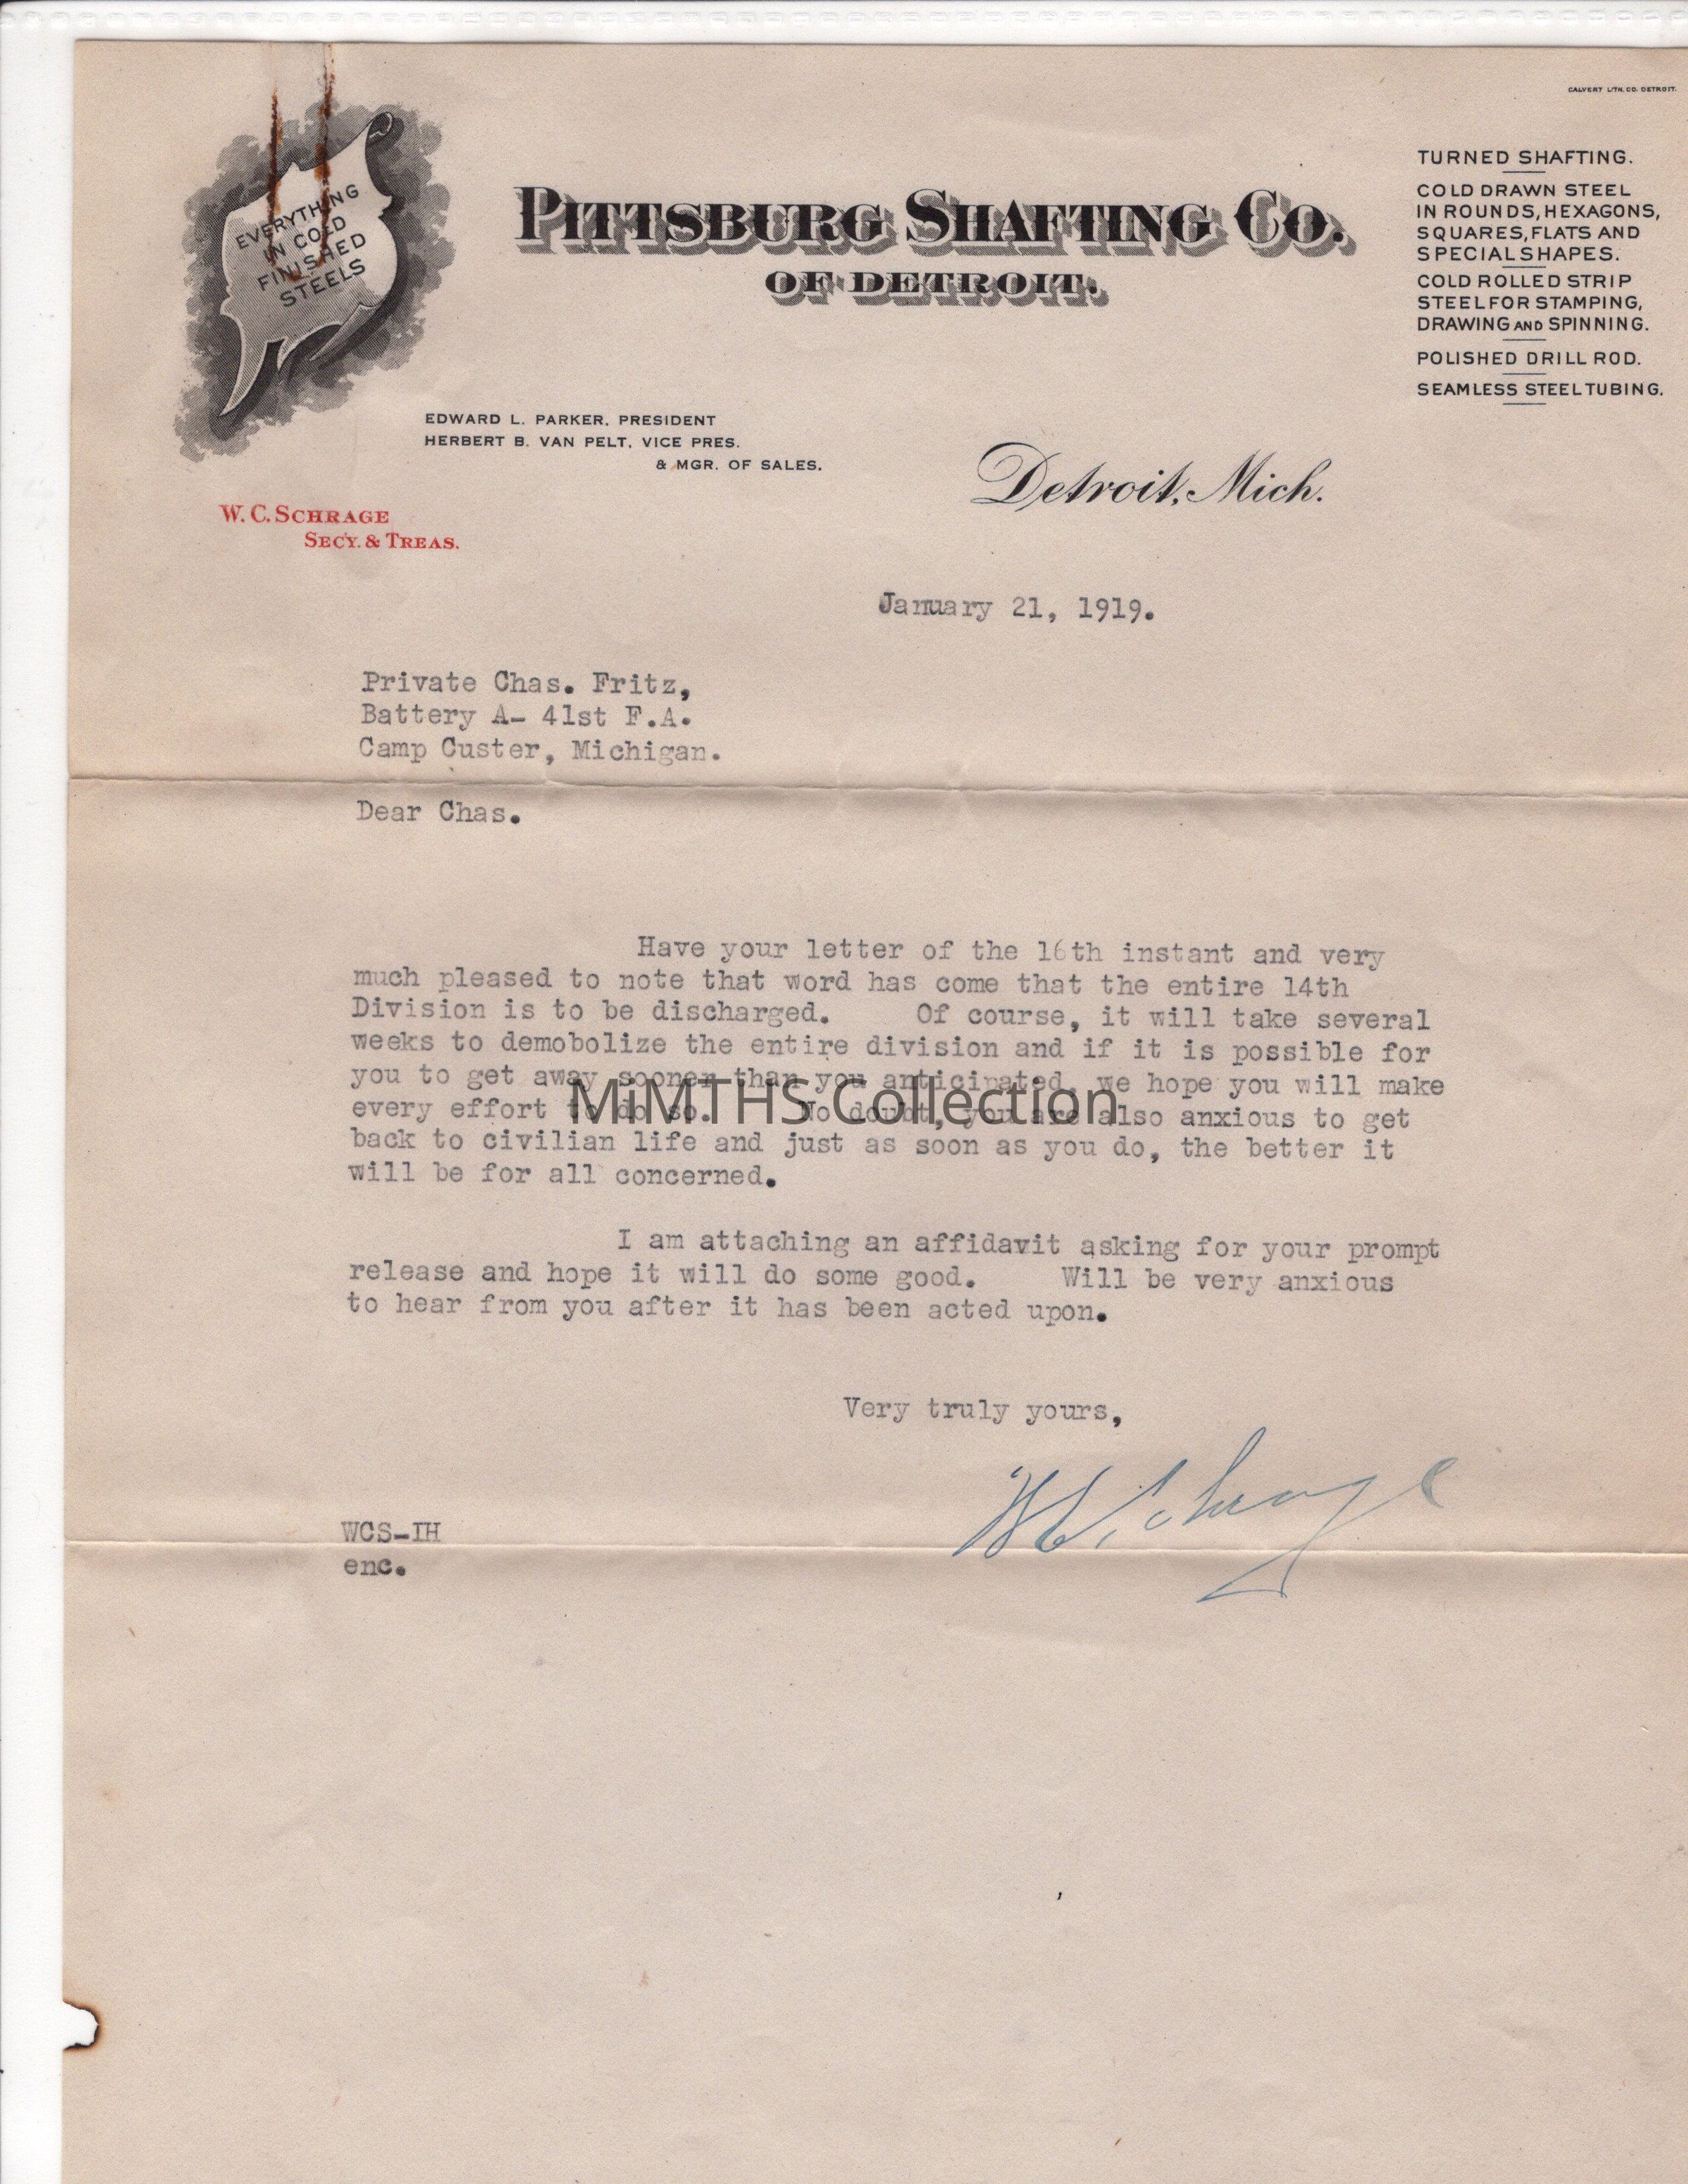 CALVERT LITH. CO. DETROIT.
EVERYTHING
IN COLD
FINISHED
STEELS
PITTSBURG SHAFTING CO.
OF DETROIT.
TURNED SHAFTING.
COLD DRAWN STEEL
IN ROUNDS, HEXAGONS,
SQUARES, FLATS AND
SPECIAL SHAPES.
COLD ROLLED STRIP
STEEL FOR STAMPING,
DRAWING AND SPINNING.
POLISHED DRILL ROD.
SEAMLESS STEEL TUBING.
EDWARD L. PARKER, PRESIDENT
HERBERT B. VAN PELT, VICE PRES.
& MGR. OF SALES.
W. C. SCHRAGE
SECY. & TREAS.
Detroit, Mich.
January 21, 1919.
Private Chas. Fritz,
Battery A- 41st F.A.
Camp Custer, Michigan.
Dear Chas.
Have your letter of the 16th instant and very
much pleased to note that word has come that the entire 14th
Division is to be discharged. Of course, it will take several
weeks to demobolize the entire division and if it is possible for
you to get away sooner than you anticipated, we hope you will make
every effort to do so. No doubt, you are also anxious to get
back to civilian life and just as soon as you do, the better it
will be for all concerned.
MiMTHS Collection
I am attaching an affidavit asking for your prompt
release and hope it will do some good. Will be very anxious
to hear from you after it has been acted upon.
Very truly yours,
W C Schrage
WCS-IH
enc.